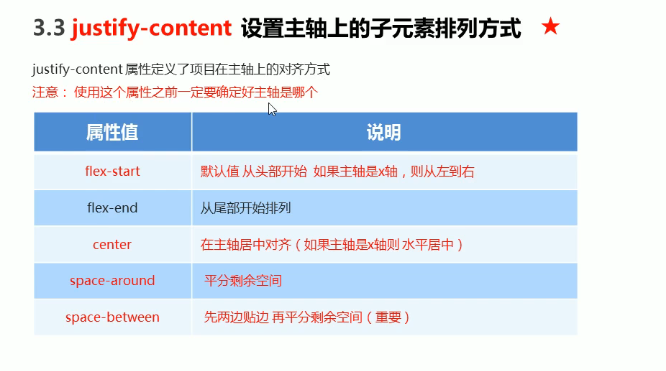 3.3 justify-content 设置主轴上的子元素排列方式 ★
justify-content 属性定义了项目在主轴上的对齐方式
注意： 使用这个属性之前一定要确定好主轴是哪个
属性值 说明
flex-start 默认值 从头部开始 如果主轴是x轴，则从左到右
flex-end 从尾部开始排列
center 在主轴居中对齐（如果主轴是x轴则 水平居中）
space-around 平分剩余空间
space-between 先两边贴边 再平分剩余空间（重要）